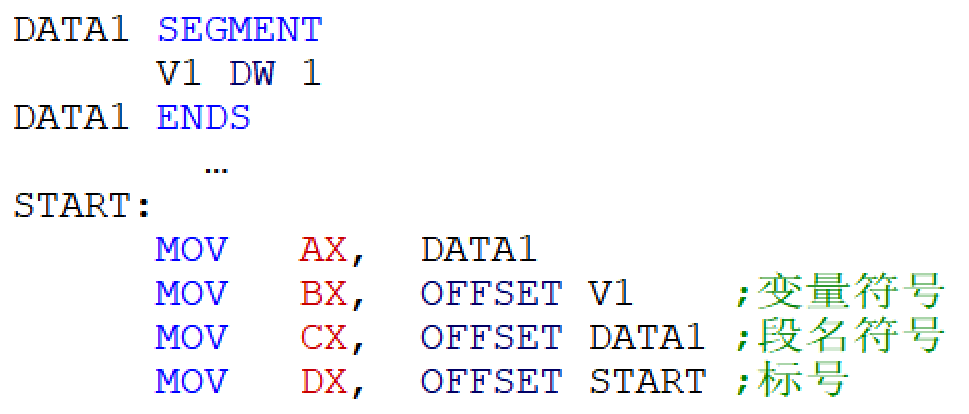 DATA1 SEGMENT
V1 DW 1
DATA1 ENDS
…
START:
MOV AX, DATA1
MOV BX, OFFSET V1 ;变量符号
MOV CX, OFFSET DATA1 ;段名符号
MOV DX, OFFSET START ;标号